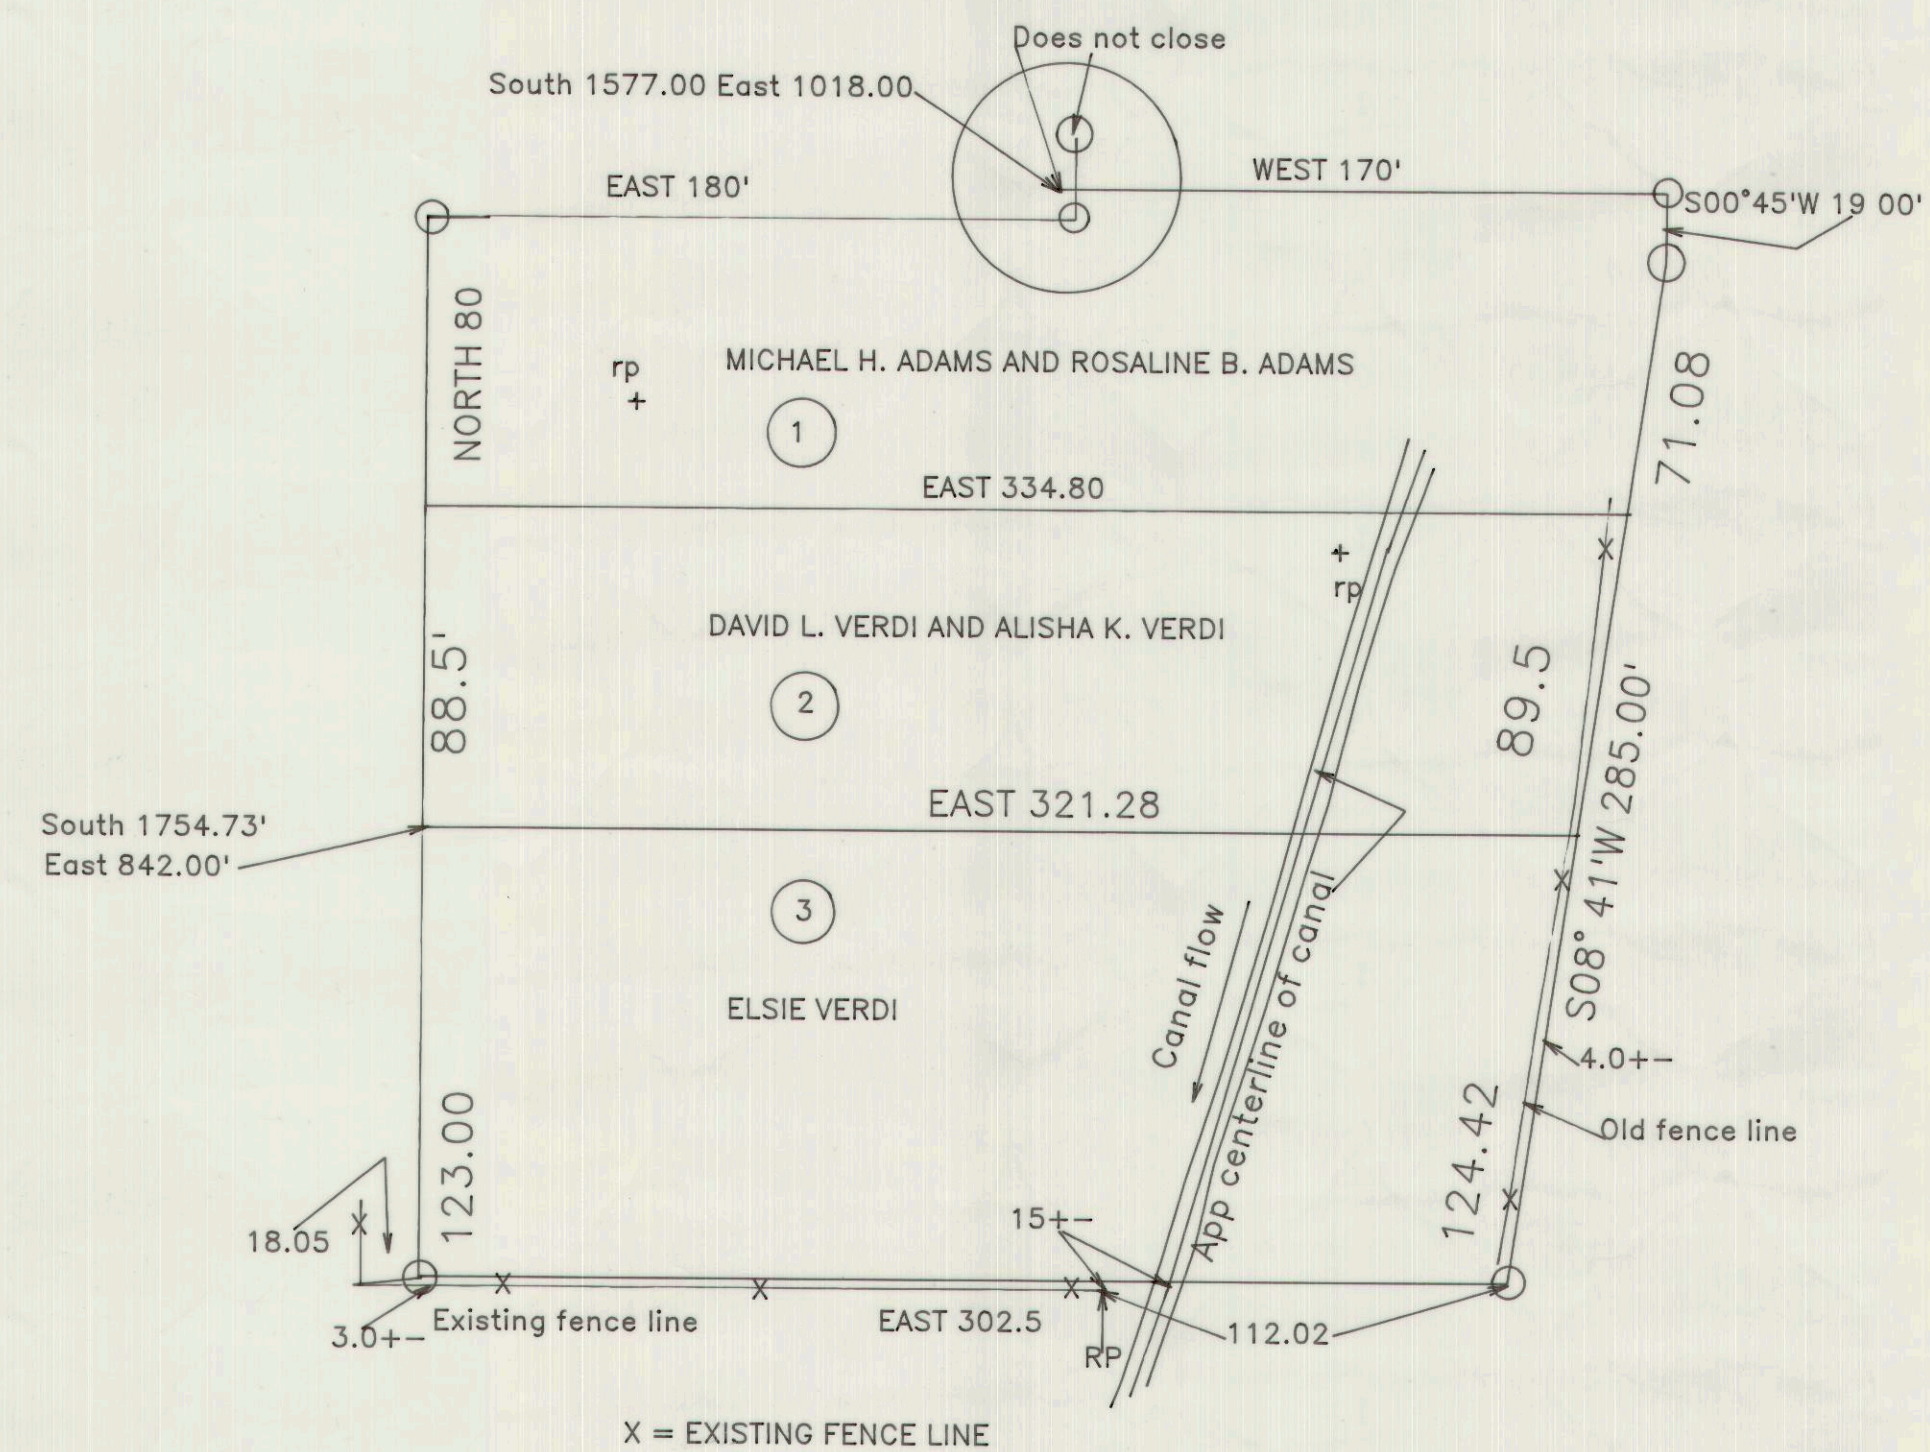 Does not close
South 1577.00 East 1018.00
EAST 180'
WEST 170'
S00°45'W 19 00'
NORTH 80
rp
+
MICHAEL H. ADAMS AND ROSALINE B. ADAMS
1
71.08
EAST 334.80
+
rp
DAVID L. VERDI AND ALISHA K. VERDI
88.5'
2
89.5
S08° 41'W 285.00'
EAST 321.28
South 1754.73'
East 842.00'
3
Canal flow
App centerline of canal
ELSIE VERDI
4.0+-
124.42
Old fence line
123.00
18.05
15+-
3.0+-
Existing fence line
EAST 302.5
112.02
RP
X = EXISTING FENCE LINE